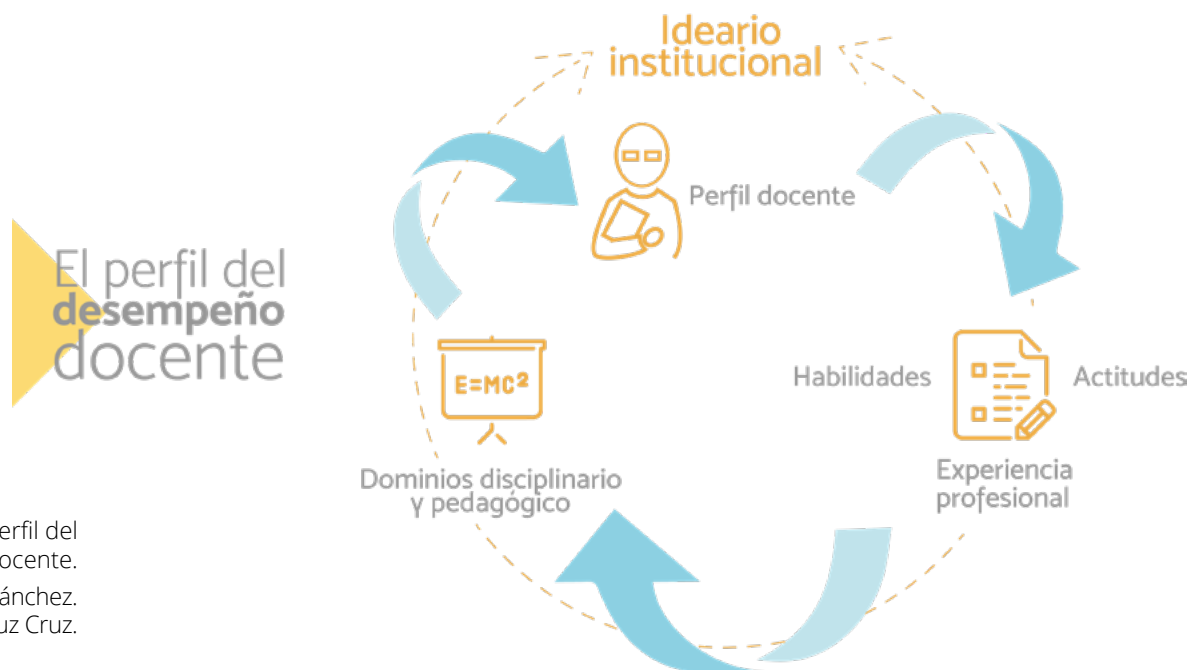 Ideario
institucional
Perfil docente
El perfil del
desempeño
docente
E=MC²
Habilidades
Actitudes
Experiencia
profesional
Dominios disciplinario
y pedagógico
erfil del
ocente.
ánchez.
uz Cruz.